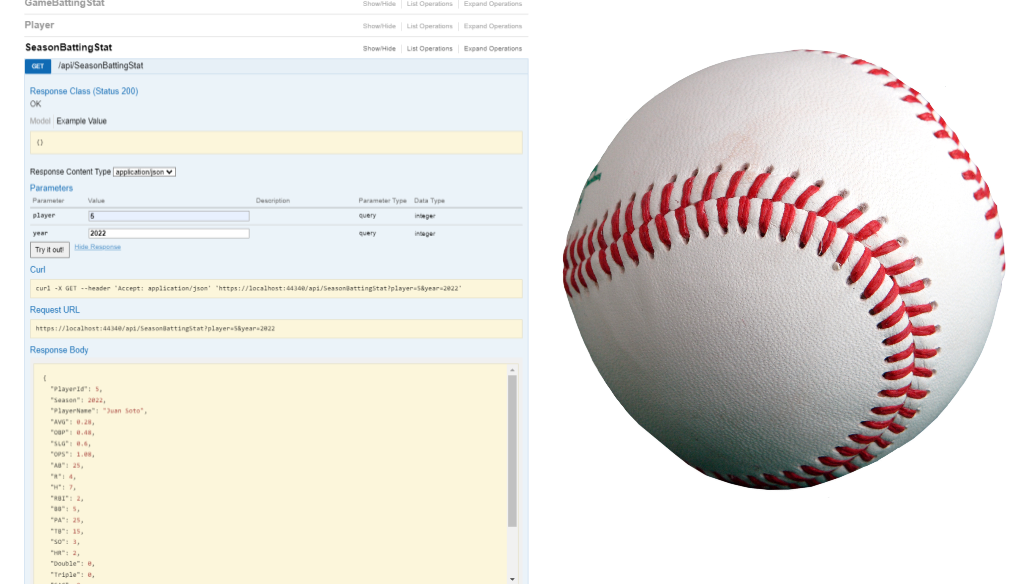 GameBattingStat Show/Hide List Operations Expand Operations
Player Show/Hide List Operations Expand Operations
SeasonBattingStat Show/Hide List Operations Expand Operations
GET /api/SeasonBattingStat
Response Class (Status 200)
OK
Model Example Value
{}
Response Content Type application/json
Parameters
Parameter Value Description Parameter Type Data Type
player 5 query integer
year 2022 query integer
Try it out! Hide Response
Curl
curl -X GET --header 'Accept: application/json' 'https://localhost:44340/api/SeasonBattingStat?player=5&year=2022'
Request URL
https://localhost:44340/api/SeasonBattingStat?player=5&year=2022
Response Body
{
"PlayerId": 5,
"Season": 2022,
"PlayerName": "Juan Soto",
"AVG": 0.28,
"OBP": 0.48,
"SLG": 0.6,
"OPS": 1.08,
"AB": 25,
"R": 4,
"H": 7,
"RBI": 2,
"BB": 5,
"PA": 25,
"TB": 15,
"SO": 3,
"HR": 2,
"Double": 0,
"Triple": 0,